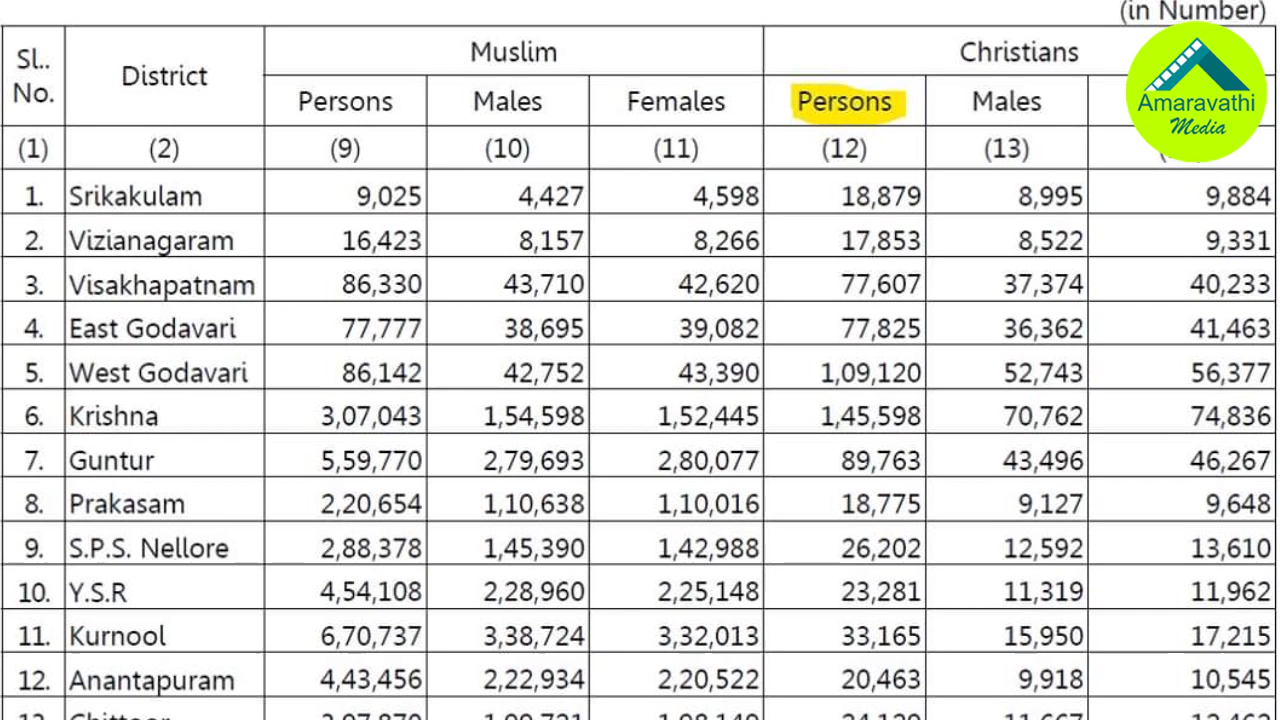 (in Number)
Sl.. No. District Muslim Christians
Persons Males Females Persons Males
Amaravathi
Media
(1) (2) (9) (10) (11) (12) (13)
1. Srikakulam 9,025 4,427 4,598 18,879 8,995 9,884
2. Vizianagaram 16,423 8,157 8,266 17,853 8,522 9,331
3. Visakhapatnam 86,330 43,710 42,620 77,607 37,374 40,233
4. East Godavari 77,777 38,695 39,082 77,825 36,362 41,463
5. West Godavari 86,142 42,752 43,390 1,09,120 52,743 56,377
6. Krishna 3,07,043 1,54,598 1,52,445 1,45,598 70,762 74,836
7. Guntur 5,59,770 2,79,693 2,80,077 89,763 43,496 46,267
8. Prakasam 2,20,654 1,10,638 1,10,016 18,775 9,127 9,648
9. S.P.S. Nellore 2,88,378 1,45,390 1,42,988 26,202 12,592 13,610
10. Y.S.R 4,54,108 2,28,960 2,25,148 23,281 11,319 11,962
11. Kurnool 6,70,737 3,38,724 3,32,013 33,165 15,950 17,215
12. Anantapuram 4,43,456 2,22,934 2,20,522 20,463 9,918 10,545